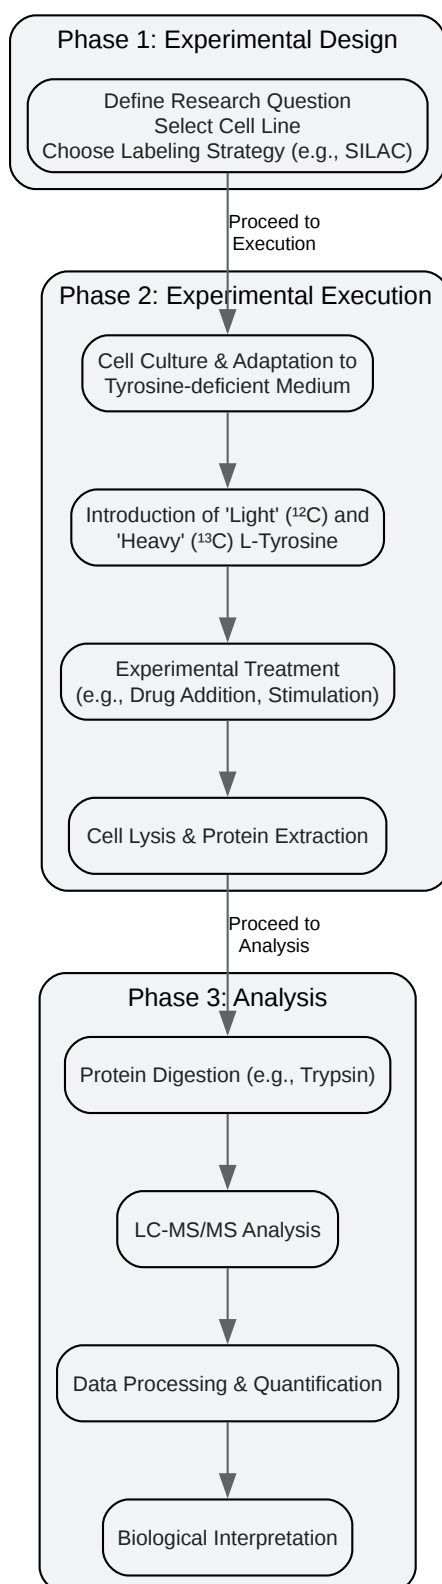 Phase 1: Experimental Design
Define Research Question
Select Cell Line
Choose Labeling Strategy (e.g., SILAC)
Proceed to
Execution
Phase 2: Experimental Execution
Cell Culture & Adaptation to
Tyrosine-deficient Medium
Introduction of 'Light' (¹²C) and
'Heavy' (¹³C) L-Tyrosine
Experimental Treatment
(e.g., Drug Addition, Stimulation)
Cell Lysis & Protein Extraction
Proceed to
Analysis
Phase 3: Analysis
Protein Digestion (e.g., Trypsin)
LC-MS/MS Analysis
Data Processing & Quantification
Biological Interpretation